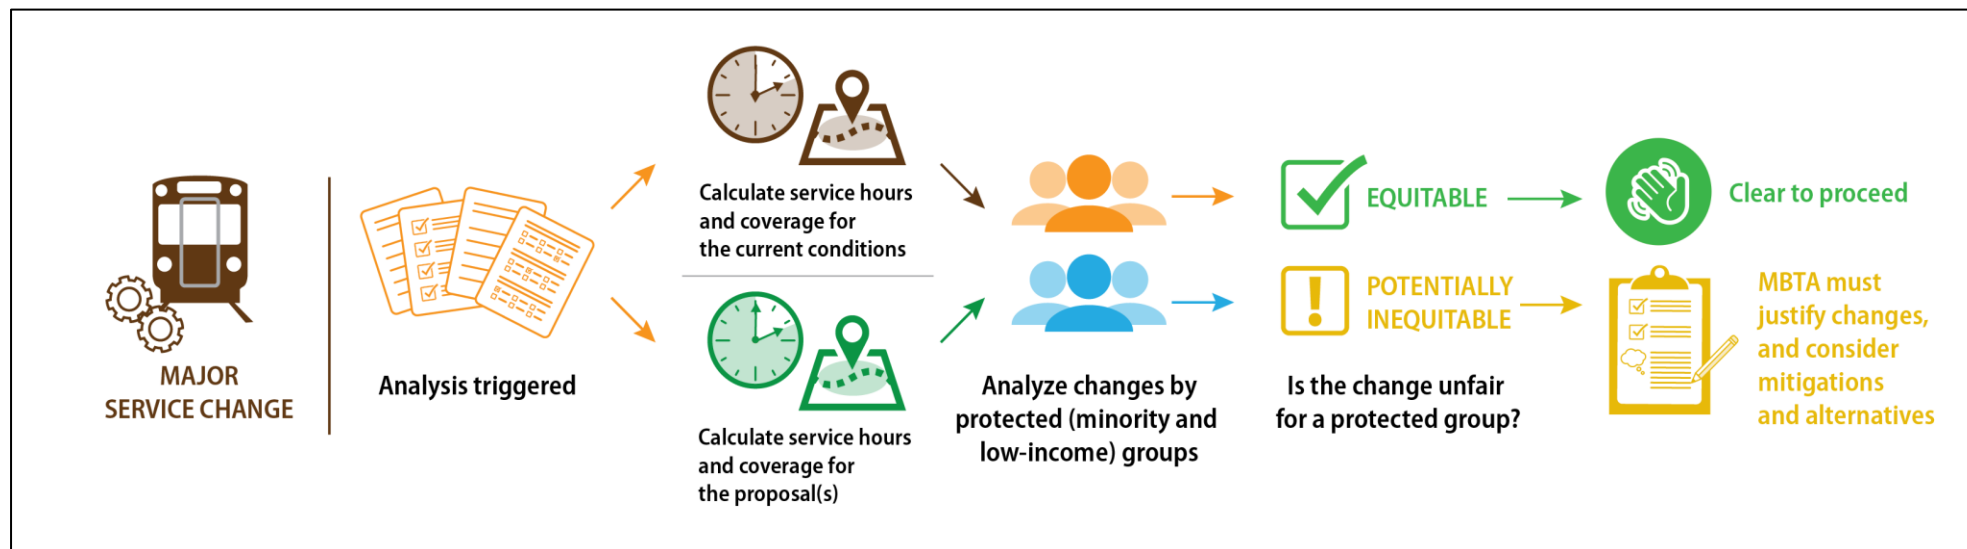 MAJOR
SERVICE CHANGE
Analysis triggered
Calculate service hours
and coverage for
the current conditions
Calculate service hours
and coverage for
the proposal(s)
Analyze changes by
protected (minority and
low-income) groups
EQUITABLE
POTENTIALLY
INEQUITABLE
Is the change unfair
for a protected group?
Clear to proceed
MBTA must
justify changes,
and consider
mitigations
and alternatives